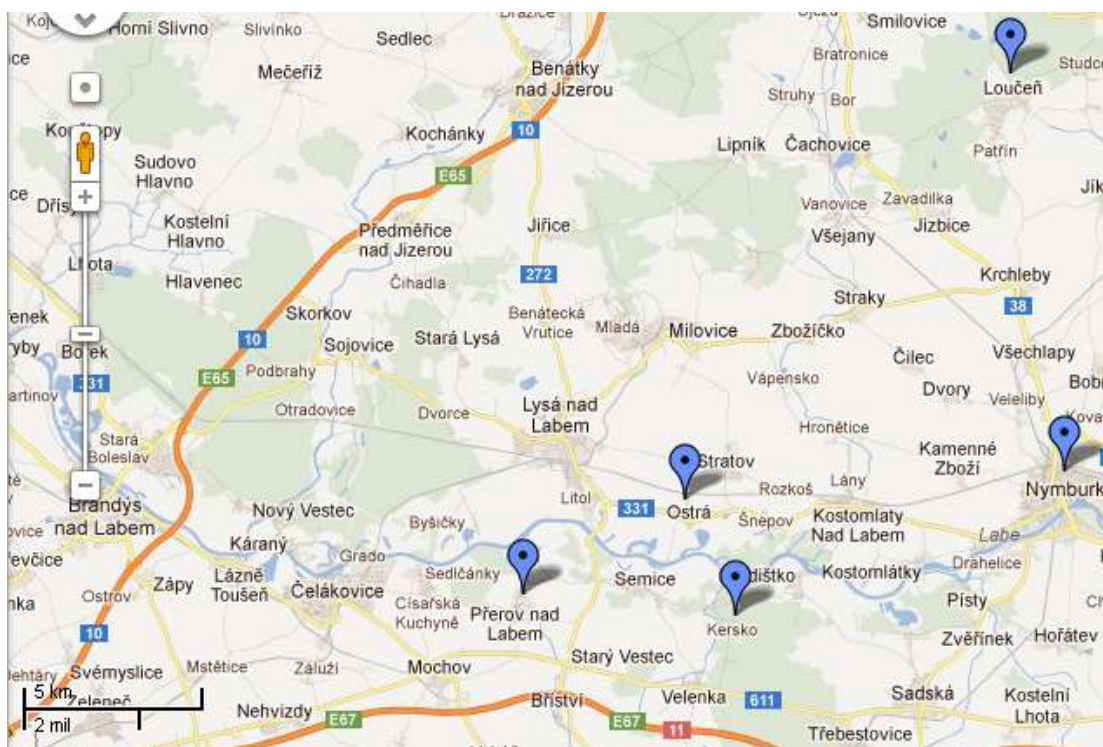 Horní Slivno
Slivínko
Dražice
Smilovice
Sedlec
Bratronice
Mečeříž
Benátky
nad Jizerou
Struhy
Bor
Loučeň
Kochánky
10
Lipník
Čachovice
Patřín
Sudovo
Hlavno
E65
Vanovice
Zavadilka
Kostelní
Hlavno
Předměřice
nad Jizerou
Jiřice
Všejany
Jizbice
Lhota
Hlavenec
Čihadla
272
Krchleby
Skorkov
Benátecká
Vrutice
Mladá
Straky
38
10
Sojovice
Stará Lysá
Milovice
Zbožíčko
Borek
Čilec
Všechlapy
331
E65
Podbrahy
Vápensko
Dvory
Veleliby
Otradovice
Dvorce
Lysá nad
Labem
Hronětice
Stará
Boleslav
Kamenné
Zboží
Stratov
Litol
Rozkoš
Lány
Nymburk
Brandýs
nad Labem
Nový Vestec
Byšičky
331
Ostrá
Šnepov
Kostomlaty
Nad Labem
Labe
Káraný
Grado
Drahelice
Zápy
Lázně
Toušeň
Sedlčánky
Semice
Kostomlátky
Ostrov
Čelákovice
Císařská
Kuchyně
Přerov nad
Labem
Kersko
Písty
10
Zvěřínek
Hořátev
Svémyslice
Mstětice
Záluží
Mochov
Starý Vestec
5 km
Zeleneč
Nehvizdy
Bříství
Velenka
611
Sadská
Kostelní
Lhota
2 mil
E67
E67
11
Třebestovice